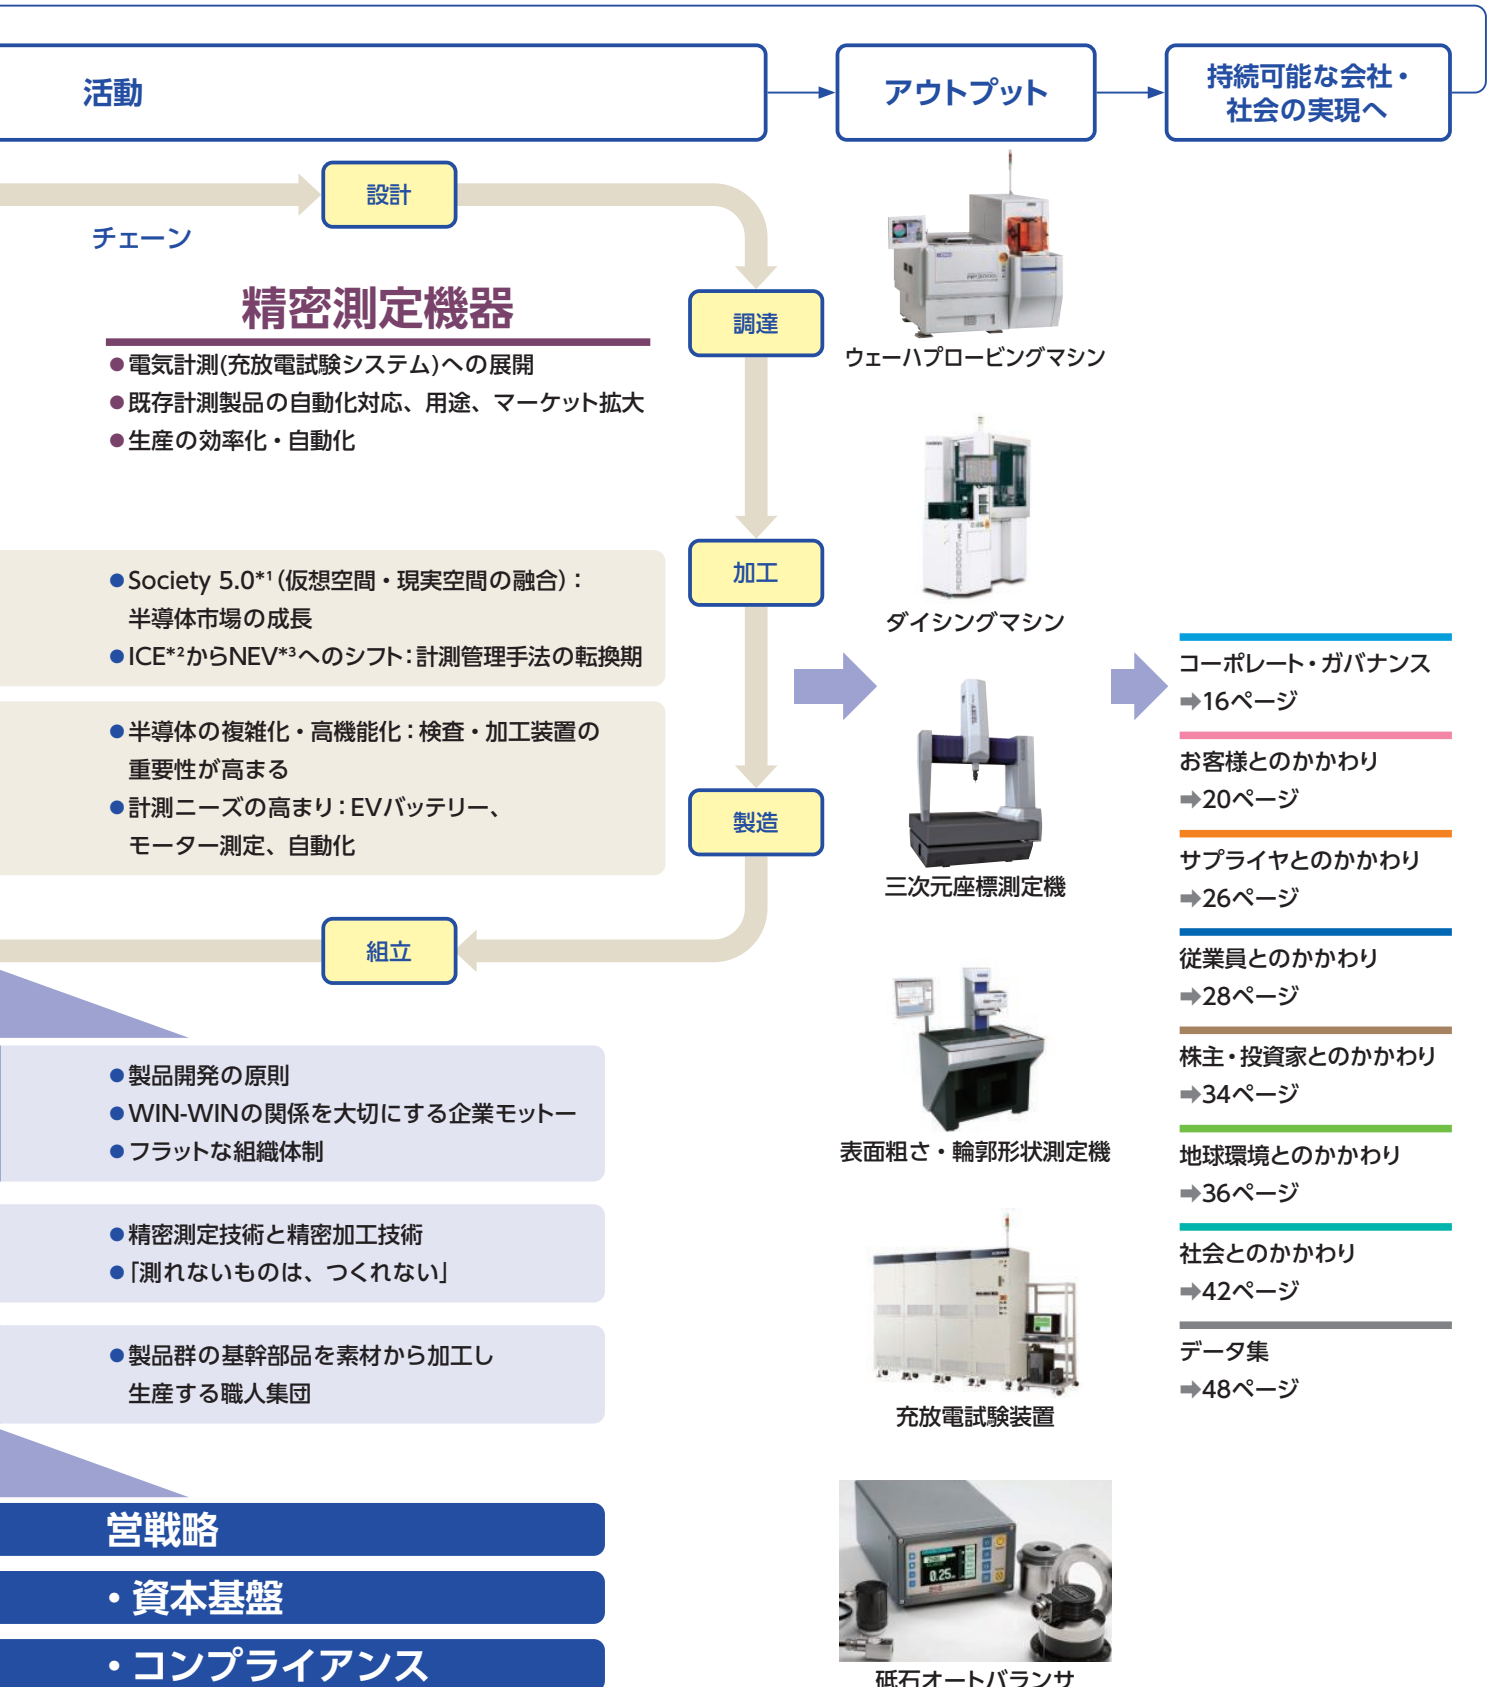 活動
アウトプット
持続可能な会社・
社会の実現へ
設計
チェーン
精密測定機器
●電気計測(充放電試験システム)への展開
●既存計測製品の自動化対応、用途、マーケット拡大
●生産の効率化・自動化
調達
加工
●Society 5.0*1(仮想空間・現実空間の融合)：
半導体市場の成長
●ICE*2からNEV*3へのシフト：計測管理手法の転換期
●半導体の複雑化・高機能化：検査・加工装置の
重要性が高まる
●計測ニーズの高まり：EVバッテリー、
モーター測定、自動化
製造
組立
●製品開発の原則
●WIN-WINの関係を大切にする企業モットー
●フラットな組織体制
●精密測定技術と精密加工技術
●「測れないものは、つくれない」
●製品群の基幹部品を素材から加工し
生産する職人集団
営戦略
・資本基盤
・コンプライアンス
ウェーハプロービングマシン
ダイシングマシン
三次元座標測定機
表面粗さ・輪郭形状測定機
充放電試験装置
0.25
砥石オートバランサ
コーポレート・ガバナンス
➡16ページ
お客様とのかかわり
➡20ページ
サプライヤとのかかわり
➡26ページ
従業員とのかかわり
➡28ページ
株主・投資家とのかかわり
➡34ページ
地球環境とのかかわり
➡36ページ
社会とのかかわり
➡42ページ
データ集
➡48ページ